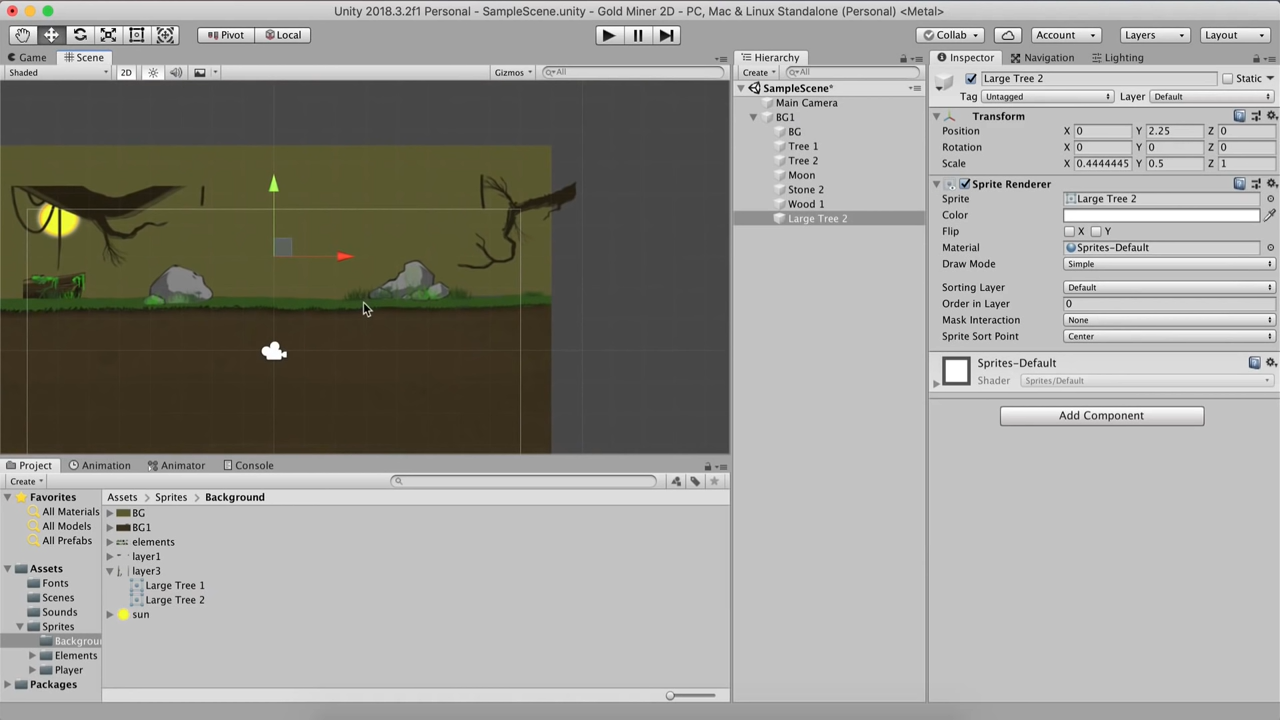 Unity 2018.3.2f1 Personal - SampleScene.unity - Gold Miner 2D - PC, Mac & Linux Standalone (Personal) <Metal>
Pivot Local Collab Account Layers Layout
Game Scene Hierarchy Inspector Navigation Lighting
Shaded 2D Gizmos All Create All
Large Tree 2 Static
SampleScene*
Tag Untagged Layer Default
Main Camera
BG1
Transform
BG
Position X 0 Y 2.25 Z 0
Tree 1
Rotation X 0 Y 0 Z 0
Tree 2
Scale X 0.4444445 Y 0.5 Z 1
Moon
Sprite Renderer
Stone 2
Sprite Large Tree 2
Wood 1
Color
Large Tree 2
Flip X Y
Material Sprites-Default
Draw Mode Simple
Sorting Layer Default
Order in Layer 0
Mask Interaction None
Sprite Sort Point Center
Sprites-Default
Shader Sprites/Default
Add Component
Project Animation Animator Console
Create
Favorites Assets Sprites Background
All Materials BG
All Models BG1
All Prefabs elements
layer1
Assets layer3
Fonts Large Tree 1
Scenes Large Tree 2
Sounds sun
Sprites
Backgrou
Elements
Player
Packages